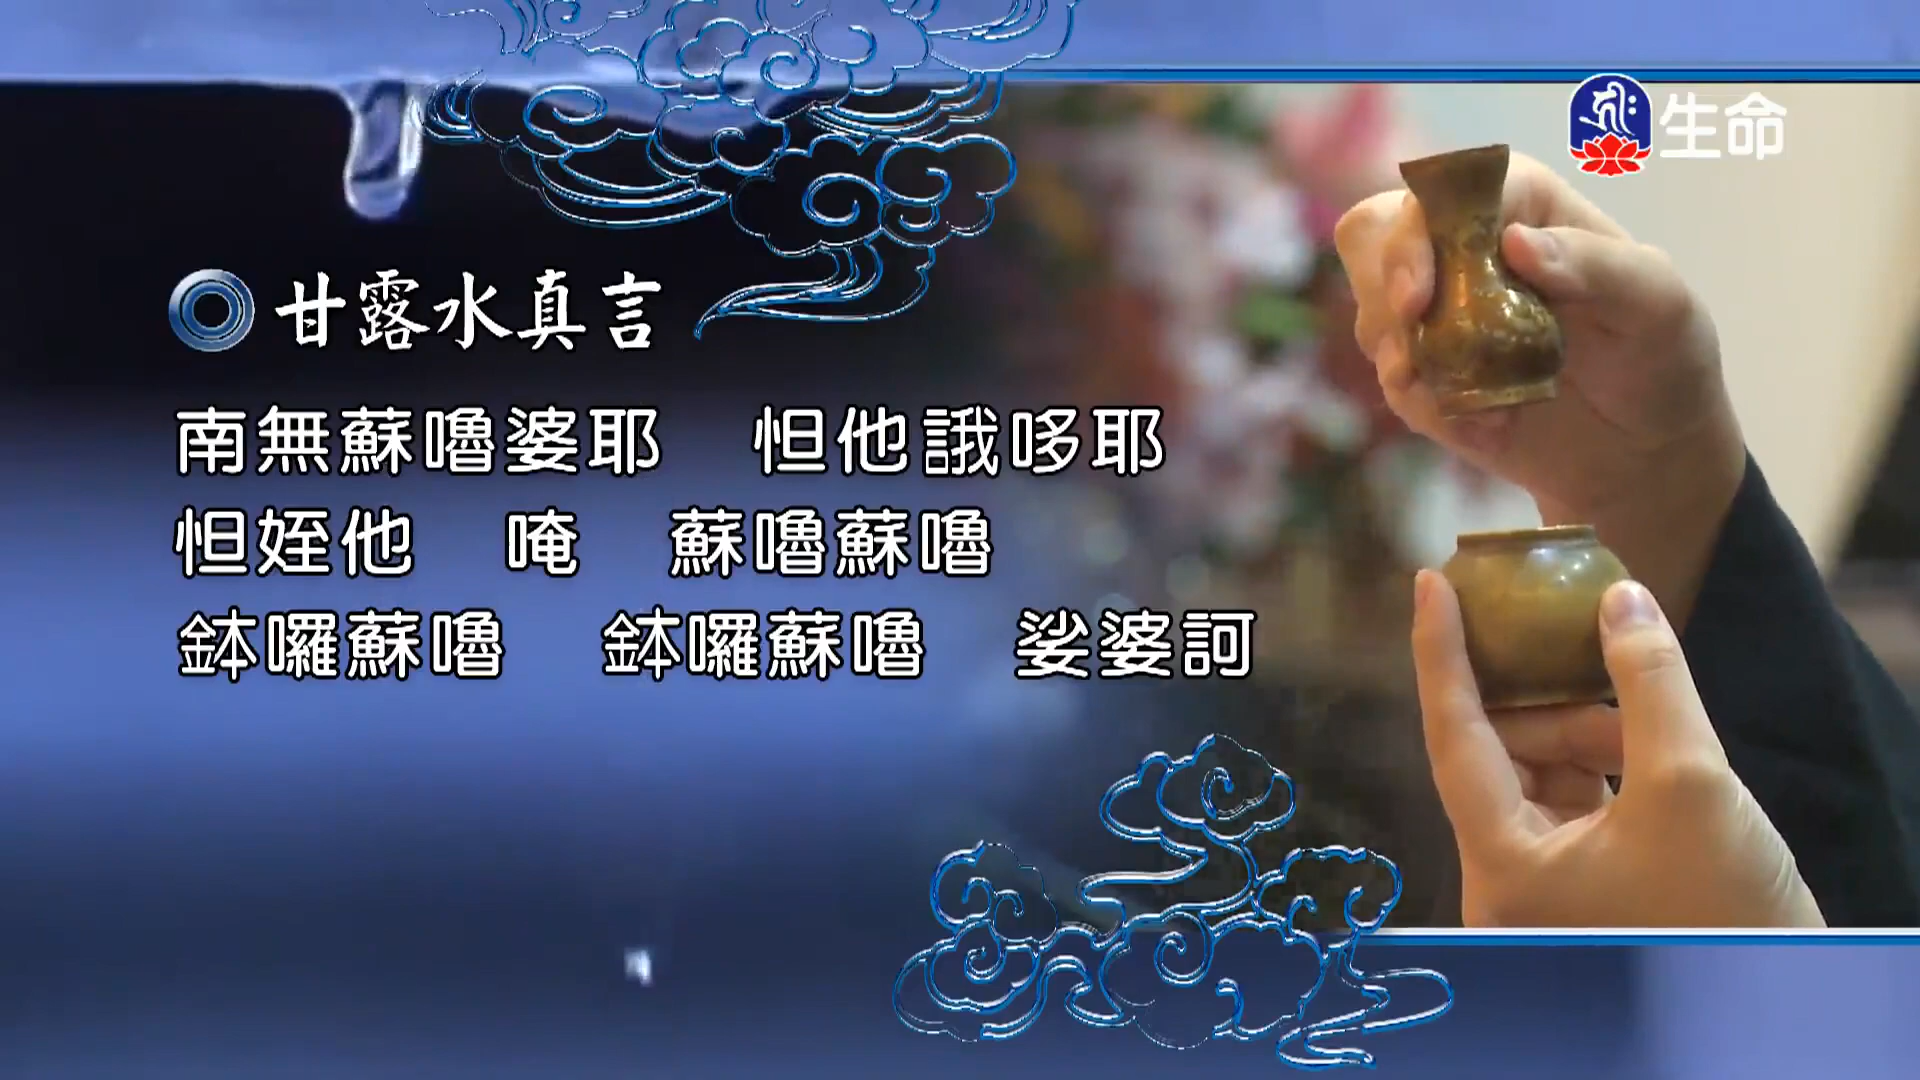 生命
甘露水真言
南無蘇嚕婆耶　怛他誐哆耶
怛姪他　唵　蘇嚕蘇嚕
鉢囉蘇嚕　鉢囉蘇嚕　娑婆訶